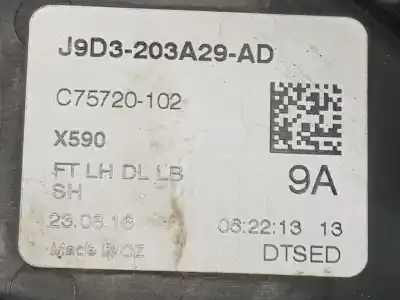 J9D3-203A29-AD
C75720-102
X590
FT LH DL LB
SH
9A
23.08.18 06:22:13 13
Made in CZ DTSED